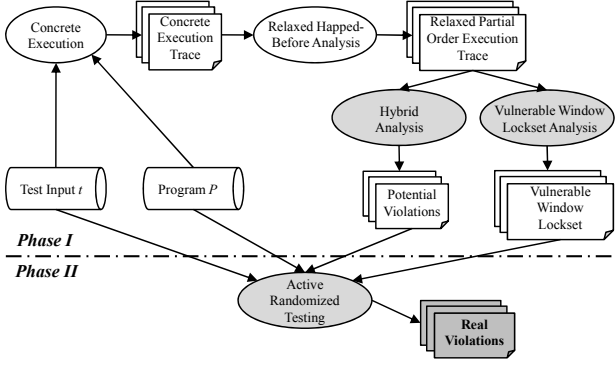 Concrete
Execution
Concrete
Execution
Trace
Relaxed Happed-
Before Analysis
Relaxed Partial
Order Execution
Trace
Hybrid
Analysis
Vulnerable Window
Lockset Analysis
Test Input t
Program P
Potential
Violations
Vulnerable
Window
Lockset
Phase I
Phase II
Active
Randomized
Testing
Real
Violations